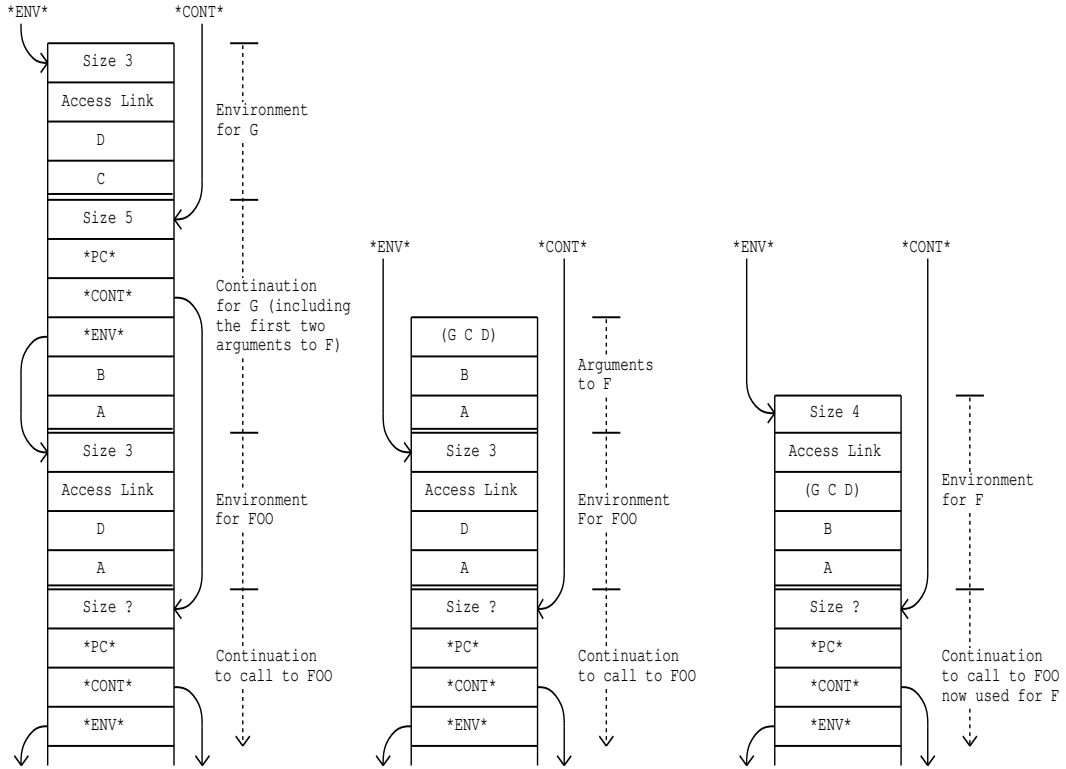 *ENV*
*CONT*
Size 3
Access Link
D
C
Environment
for G
Size 5
*PC*
*CONT*
*ENV*
B
A
Continaution
for G (including
the first two
arguments to F)
Size 3
Access Link
D
A
Environment
for FOO
Size ?
*PC*
*CONT*
*ENV*
Continuation
to call to FOO
*ENV*
*CONT*
(G C D)
B
A
Arguments
to F
Size 3
Access Link
D
A
Environment
For FOO
Size ?
*PC*
*CONT*
*ENV*
Continuation
to call to FOO
*ENV*
*CONT*
Size 4
Access Link
(G C D)
B
A
Environment
for F
Size ?
*PC*
*CONT*
*ENV*
Continuation
to call to FOO
now used for F